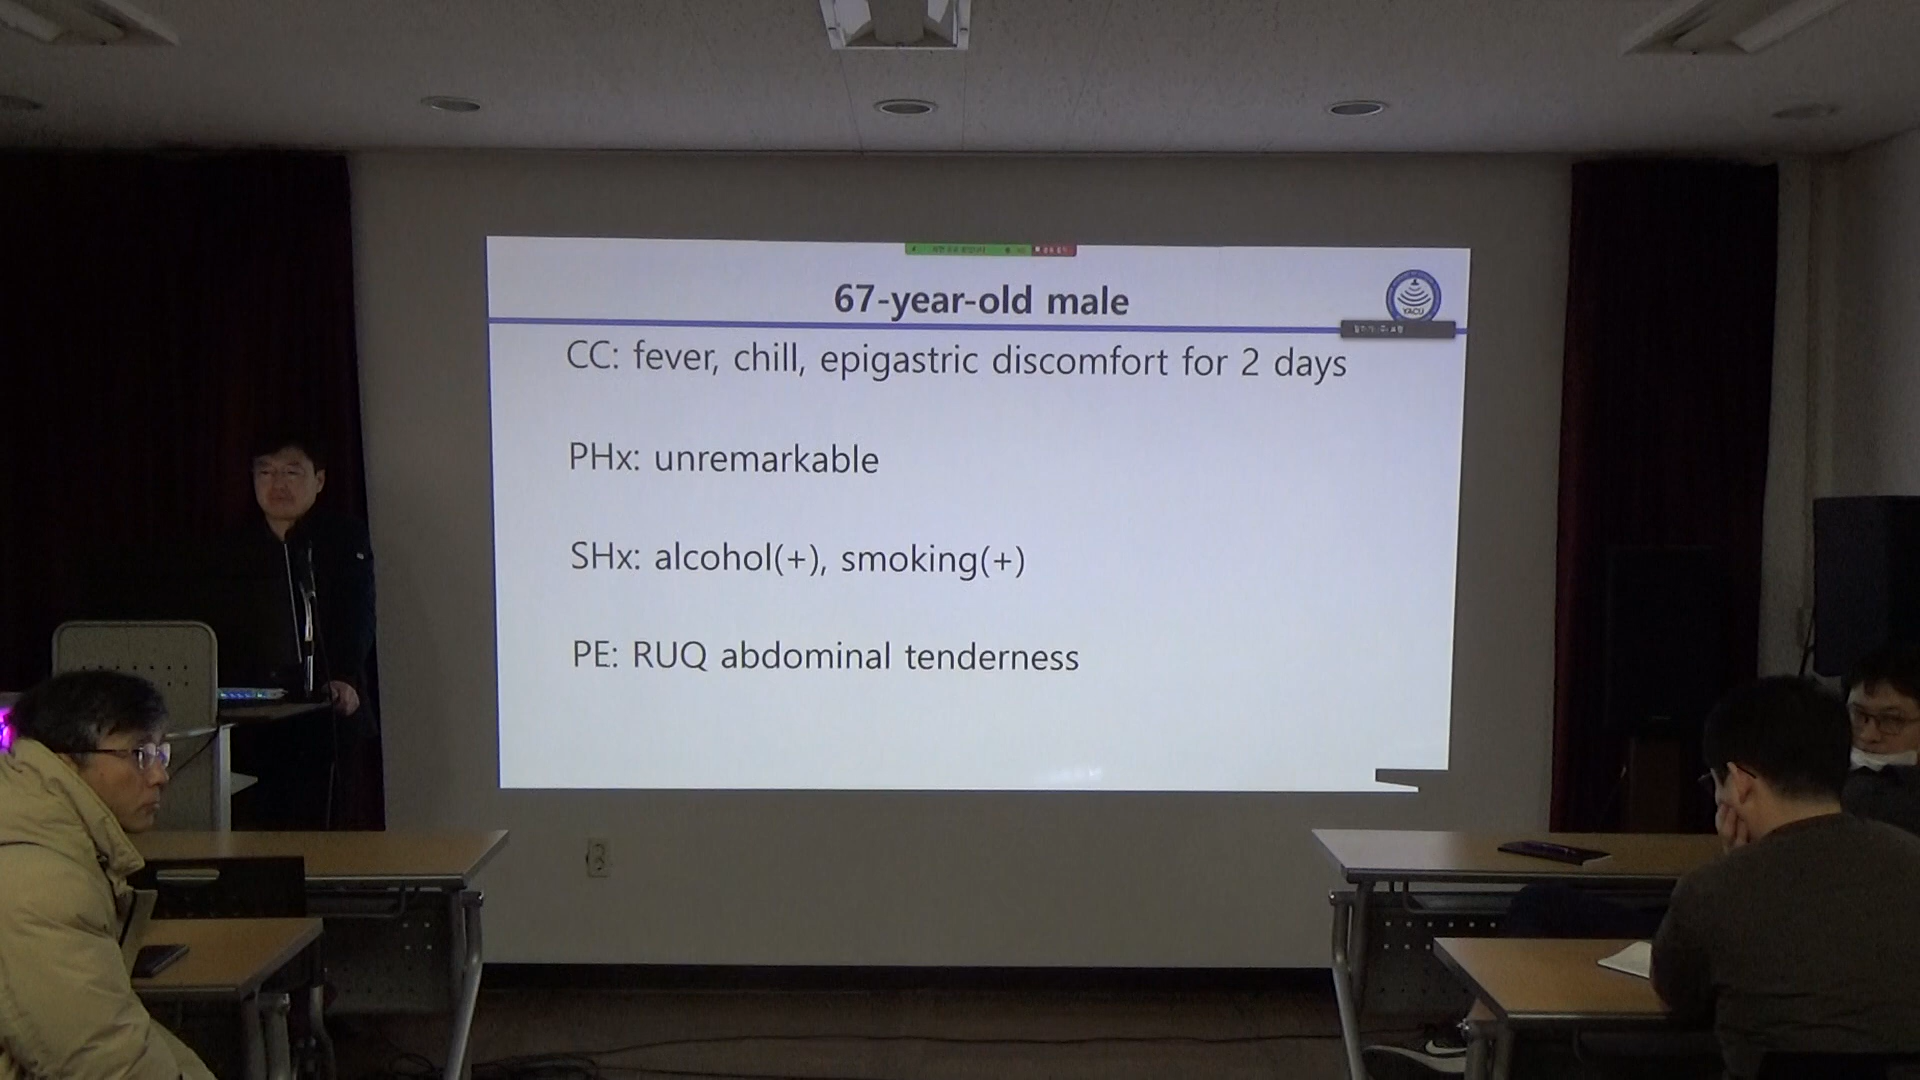 67-year-old male
YACU
CC: fever, chill, epigastric discomfort for 2 days
PHx: unremarkable
SHx: alcohol(+), smoking(+)
PE: RUQ abdominal tenderness